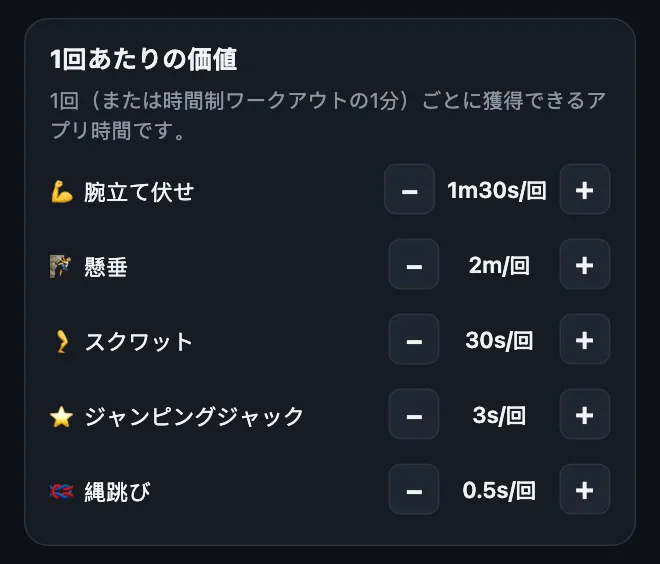 1回あたりの価値
1回（または時間制ワークアウトの1分）ごとに獲得できるア
プリ時間です。
腕立て伏せ − 1m30s/回 +
懸垂 − 2m/回 +
スクワット − 30s/回 +
ジャンピングジャック − 3s/回 +
縄跳び − 0.5s/回 +